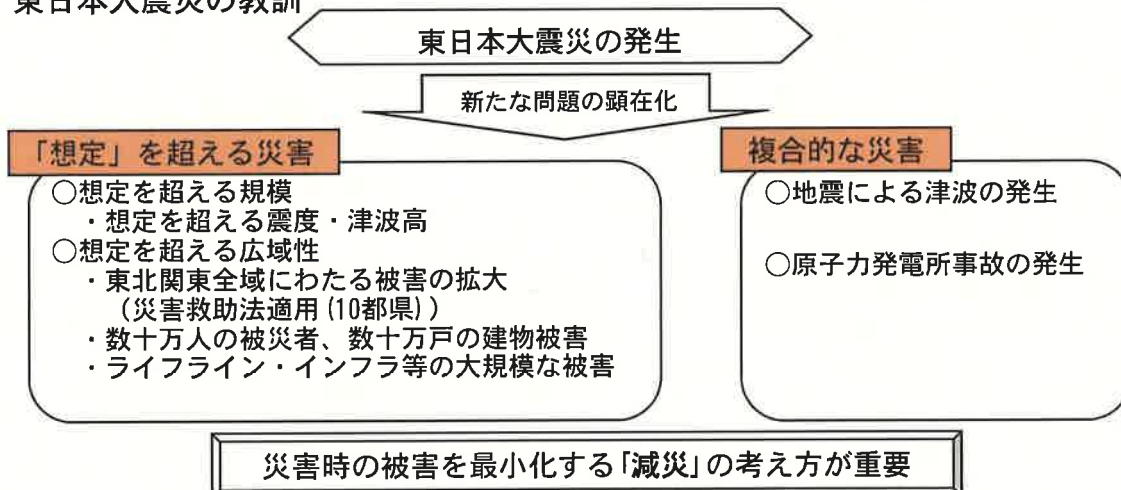 東日本大震災の教訓
東日本大震災の発生
新たな問題の顕在化
「想定」を超える災害
○想定を超える規模
・想定を超える震度・津波高
○想定を超える広域性
・東北関東全域にわたる被害の拡大
（災害救助法適用(10都県)）
・数十万人の被災者、数十万戸の建物被害
・ライフライン・インフラ等の大規模な被害
複合的な災害
○地震による津波の発生
○原子力発電所事故の発生
災害時の被害を最小化する「減災」の考え方が重要